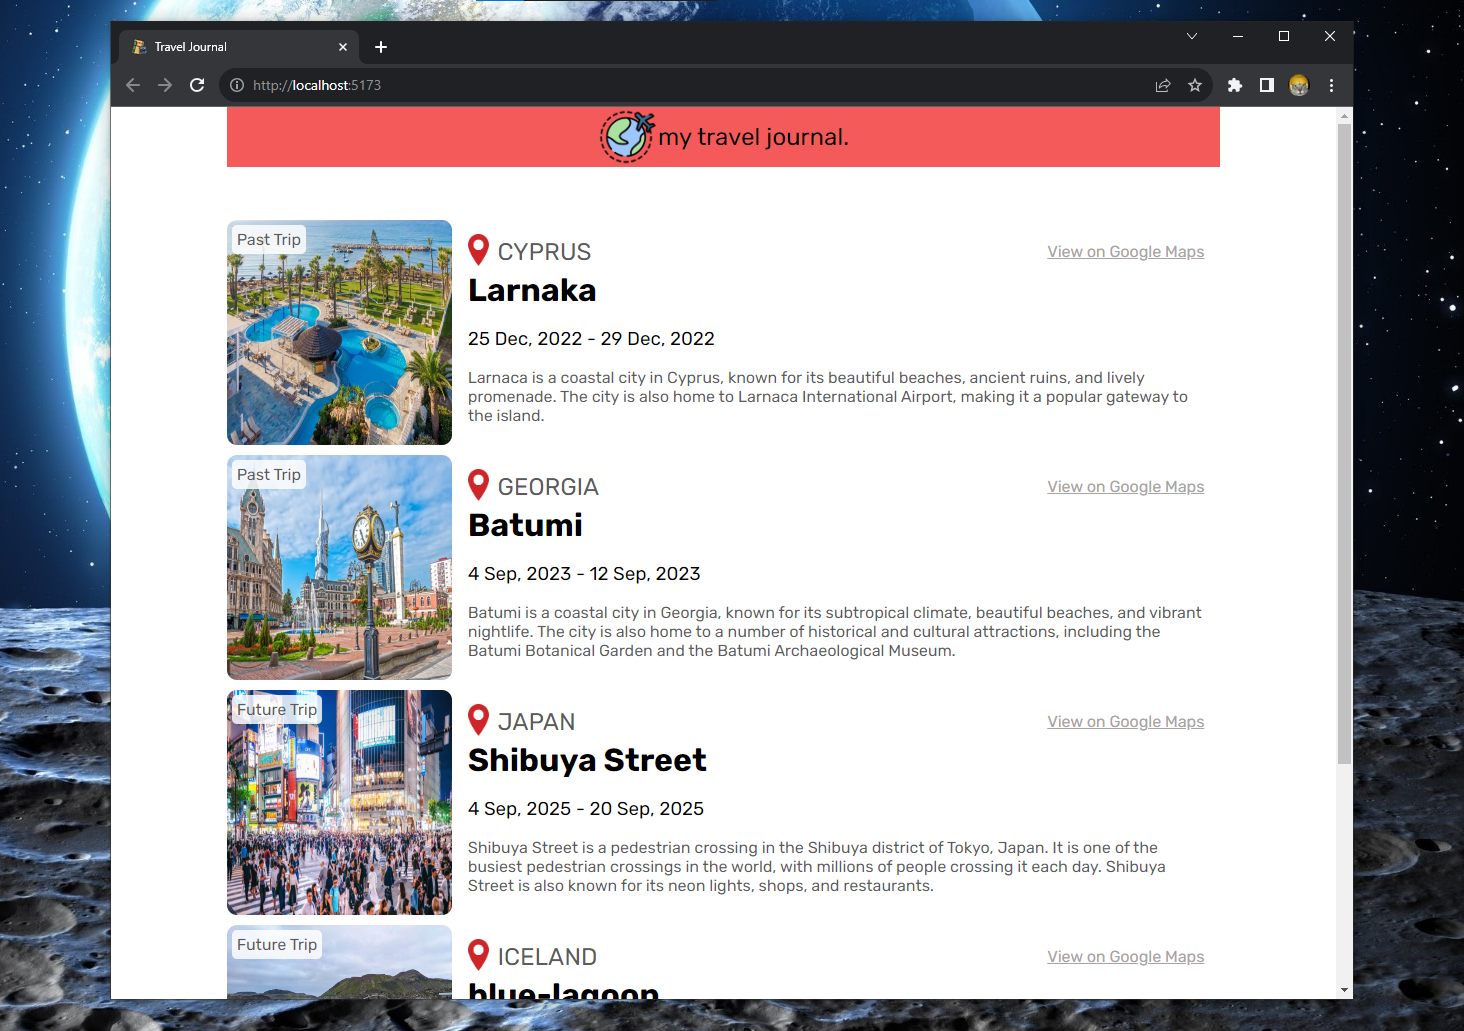 Travel Journal
http://localhost:5173
my travel journal.
Past Trip
CYPRUS
View on Google Maps
Larnaka
25 Dec, 2022 - 29 Dec, 2022
Larnaca is a coastal city in Cyprus, known for its beautiful beaches, ancient ruins, and lively
promenade. The city is also home to Larnaca International Airport, making it a popular gateway to
the island.
Past Trip
GEORGIA
View on Google Maps
Batumi
4 Sep, 2023 - 12 Sep, 2023
Batumi is a coastal city in Georgia, known for its subtropical climate, beautiful beaches, and vibrant
nightlife. The city is also home to a number of historical and cultural attractions, including the
Batumi Botanical Garden and the Batumi Archaeological Museum.
Future Trip
JAPAN
View on Google Maps
Shibuya Street
4 Sep, 2025 - 20 Sep, 2025
Shibuya Street is a pedestrian crossing in the Shibuya district of Tokyo, Japan. It is one of the
busiest pedestrian crossings in the world, with millions of people crossing it each day. Shibuya
Street is also known for its neon lights, shops, and restaurants.
Future Trip
ICELAND
View on Google Maps
blue-lagoon